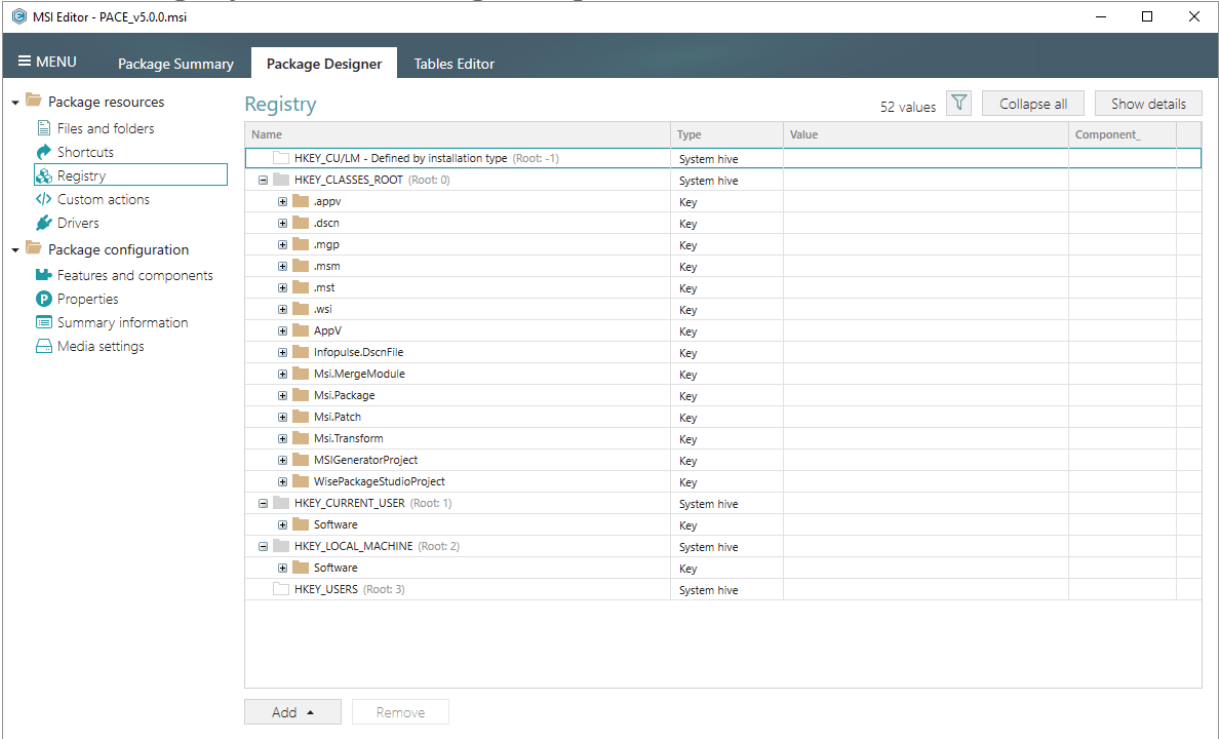 MSI Editor - PACE_v5.0.0.msi
MENU Package Summary Package Designer Tables Editor
Package resources
Files and folders
Shortcuts
Registry
Custom actions
Drivers
Package configuration
Features and components
Properties
Summary information
Media settings
Registry 52 values Collapse all Show details
Name Type Value Component_
HKEY_CU/LM - Defined by installation type (Root: -1) System hive
HKEY_CLASSES_ROOT (Root: 0) System hive
.appv Key
.dscn Key
.mgp Key
.msm Key
.mst Key
.wsi Key
AppV Key
Infopulse.DscnFile Key
Msi.MergeModule Key
Msi.Package Key
Msi.Patch Key
Msi.Transform Key
MSIGeneratorProject Key
WisePackageStudioProject Key
HKEY_CURRENT_USER (Root: 1) System hive
Software Key
HKEY_LOCAL_MACHINE (Root: 2) System hive
Software Key
HKEY_USERS (Root: 3) System hive
Add Remove